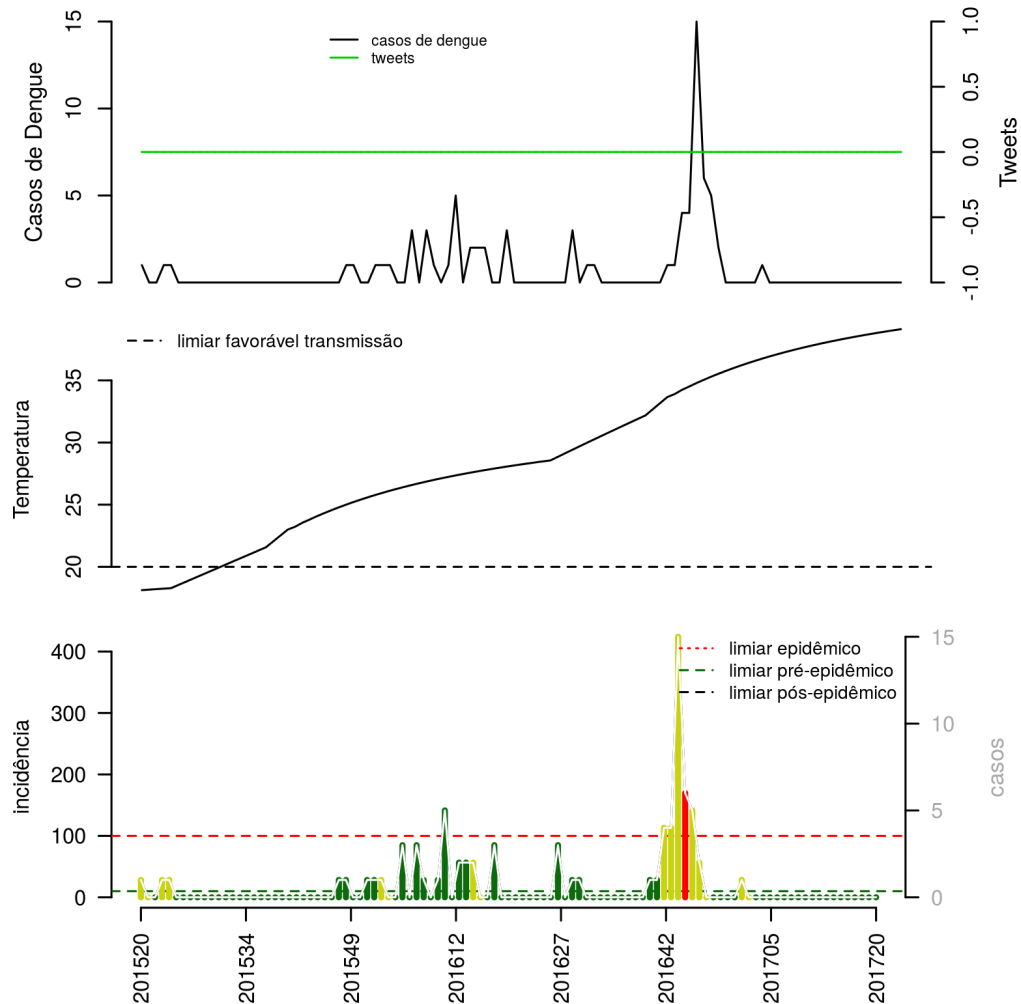 casos de dengue
tweets
Casos de Dengue
0
5
10
15
Tweets
-1.0
-0.5
0.0
0.5
1.0
limiar favorável transmissão
Temperatura
20
25
30
35
limiar epidêmico
limiar pré-epidêmico
limiar pós-epidêmico
incidência
0
100
200
300
400
casos
0
5
10
15
201520
201534
201549
201612
201627
201642
201705
201720